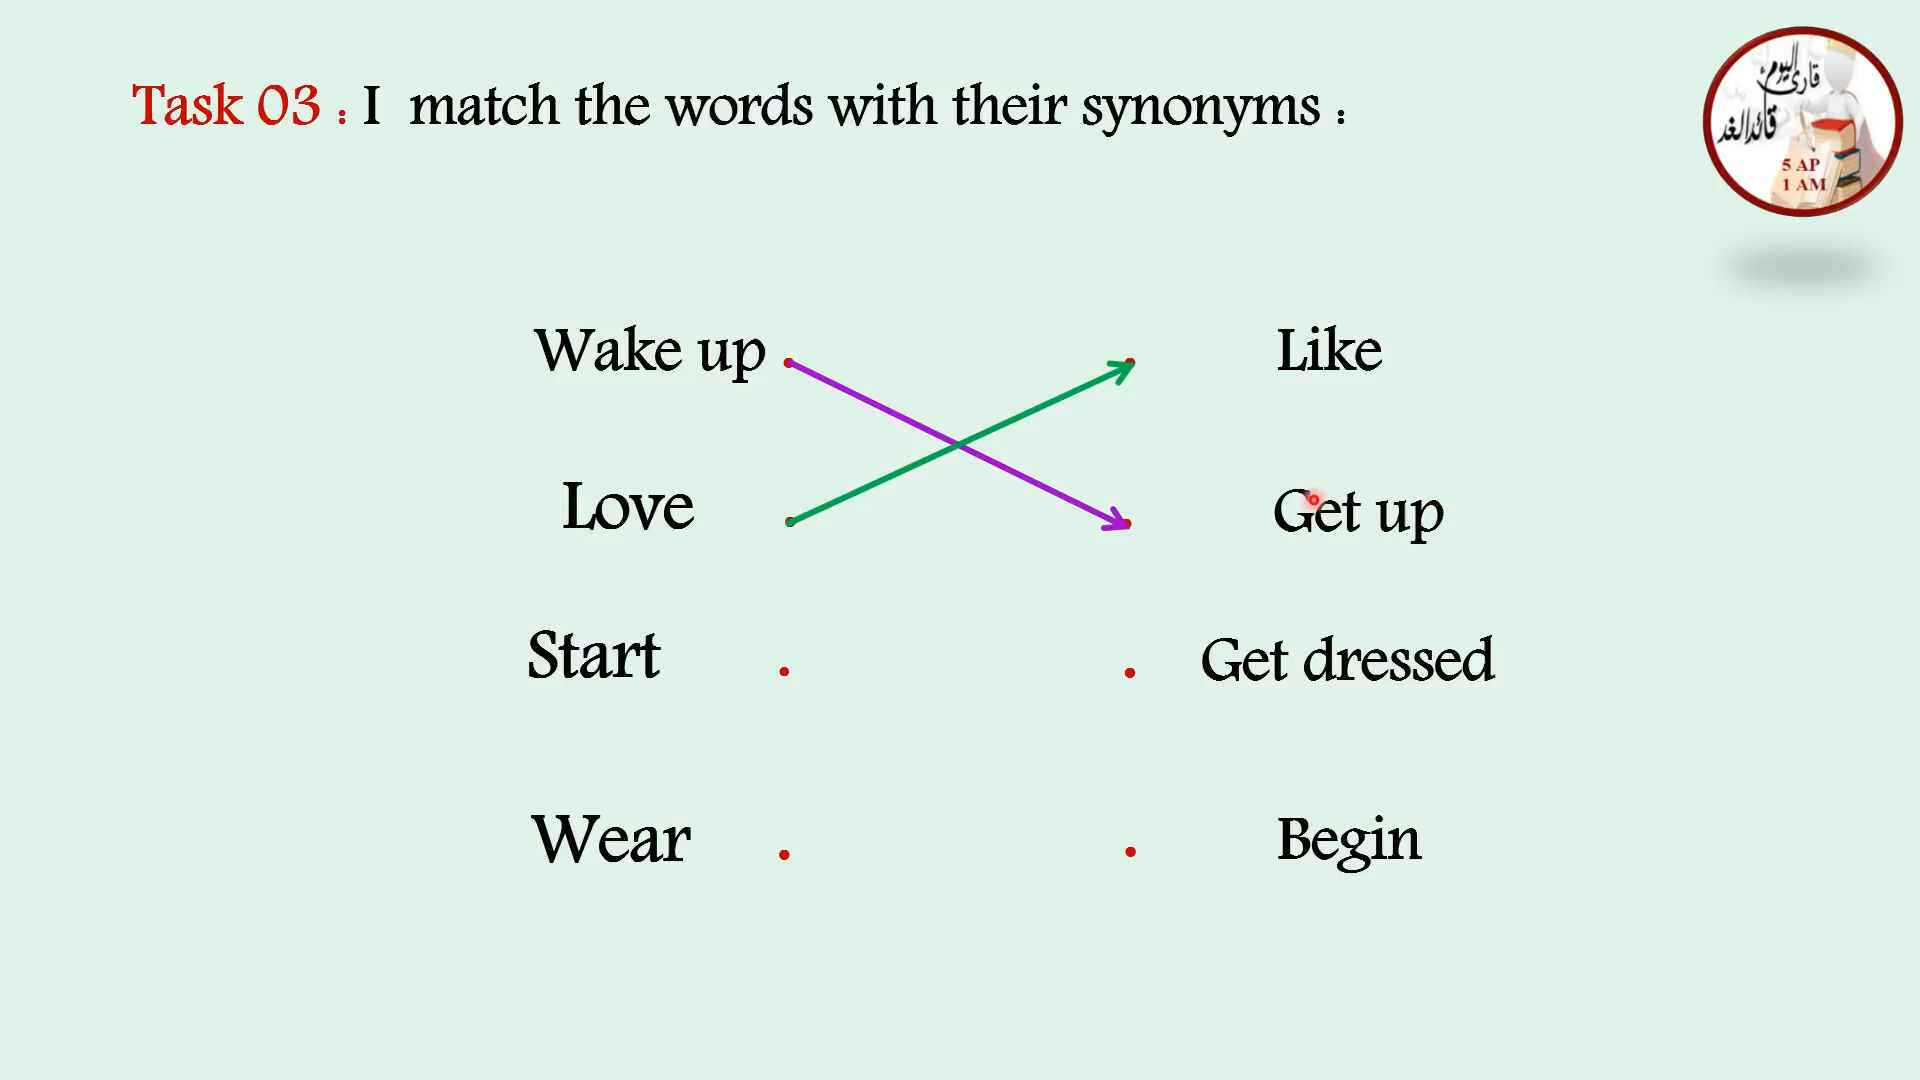 Task 03 : I match the words with their synonyms :
قارئ اليوم
قائد الغد
5 AP
1 AM
Wake up Like
Love Get up
Start Get dressed
Wear Begin